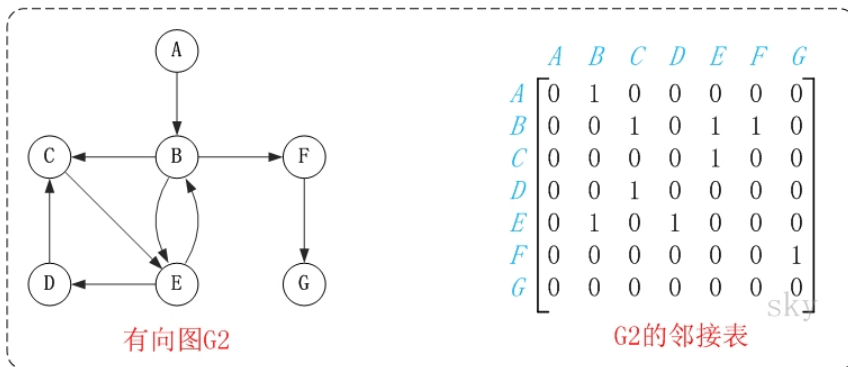 A
C B F
D E G
有向图G2
A B C D E F G
A 0 1 0 0 0 0 0
B 0 0 1 0 1 1 0
C 0 0 0 0 1 0 0
D 0 0 1 0 0 0 0
E 0 1 0 1 0 0 0
F 0 0 0 0 0 0 1
G 0 0 0 0 0 0 0
sky
G2的邻接表